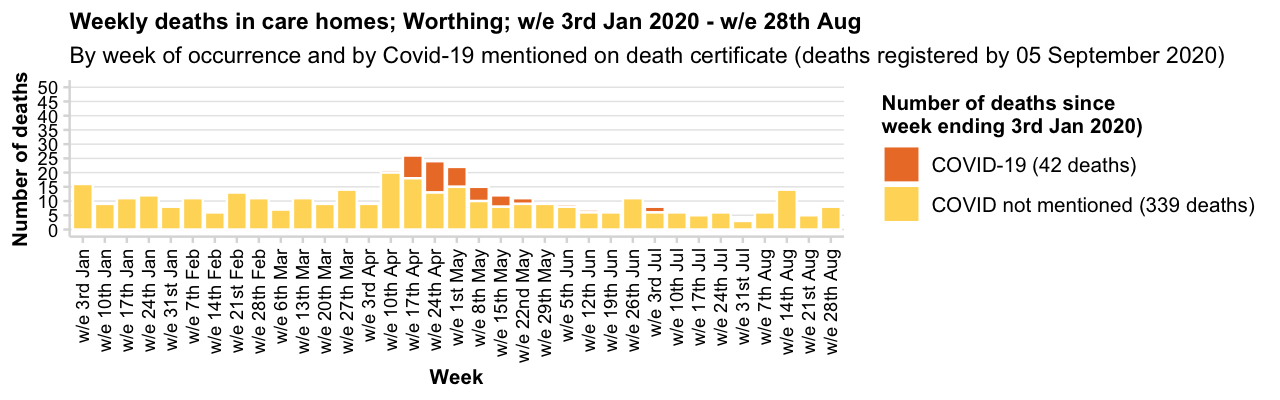 Weekly deaths in care homes; Worthing; w/e 3rd Jan 2020 - w/e 28th Aug
By week of occurrence and by Covid-19 mentioned on death certificate (deaths registered by 05 September 2020)
Number of deaths
50
45
40
35
30
25
20
15
10
5
0
w/e 3rd Jan
w/e 10th Jan
w/e 17th Jan
w/e 24th Jan
w/e 31st Jan
w/e 7th Feb
w/e 14th Feb
w/e 21st Feb
w/e 28th Feb
w/e 6th Mar
w/e 13th Mar
w/e 20th Mar
w/e 27th Mar
w/e 3rd Apr
w/e 10th Apr
w/e 17th Apr
w/e 24th Apr
w/e 1st May
w/e 8th May
w/e 15th May
w/e 22nd May
w/e 29th May
w/e 5th Jun
w/e 12th Jun
w/e 19th Jun
w/e 26th Jun
w/e 3rd Jul
w/e 10th Jul
w/e 17th Jul
w/e 24th Jul
w/e 31st Jul
w/e 7th Aug
w/e 14th Aug
w/e 21st Aug
w/e 28th Aug
Week
Number of deaths since
week ending 3rd Jan 2020)
COVID-19 (42 deaths)
COVID not mentioned (339 deaths)